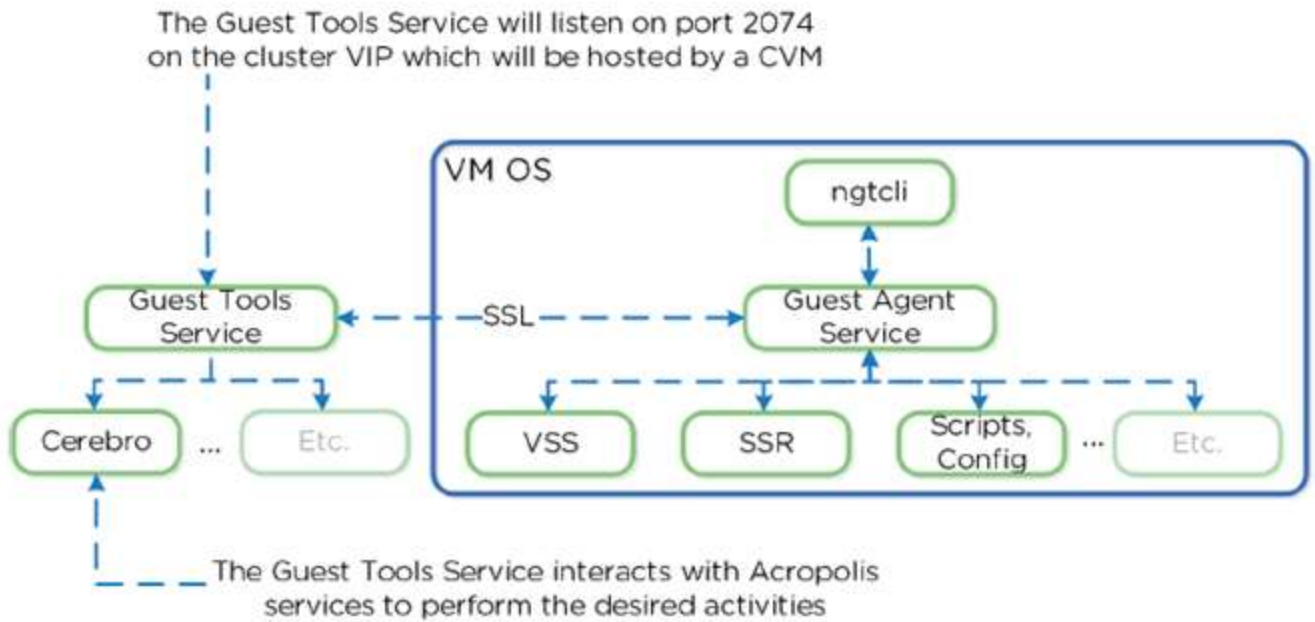 The Guest Tools Service will listen on port 2074
on the cluster VIP which will be hosted by a CVM
VM OS
ngtcli
Guest Tools
Service
SSL
Guest Agent
Service
Cerebro
...
Etc.
VSS
SSR
Scripts,
Config
...
Etc.
The Guest Tools Service interacts with Acropolis
services to perform the desired activities